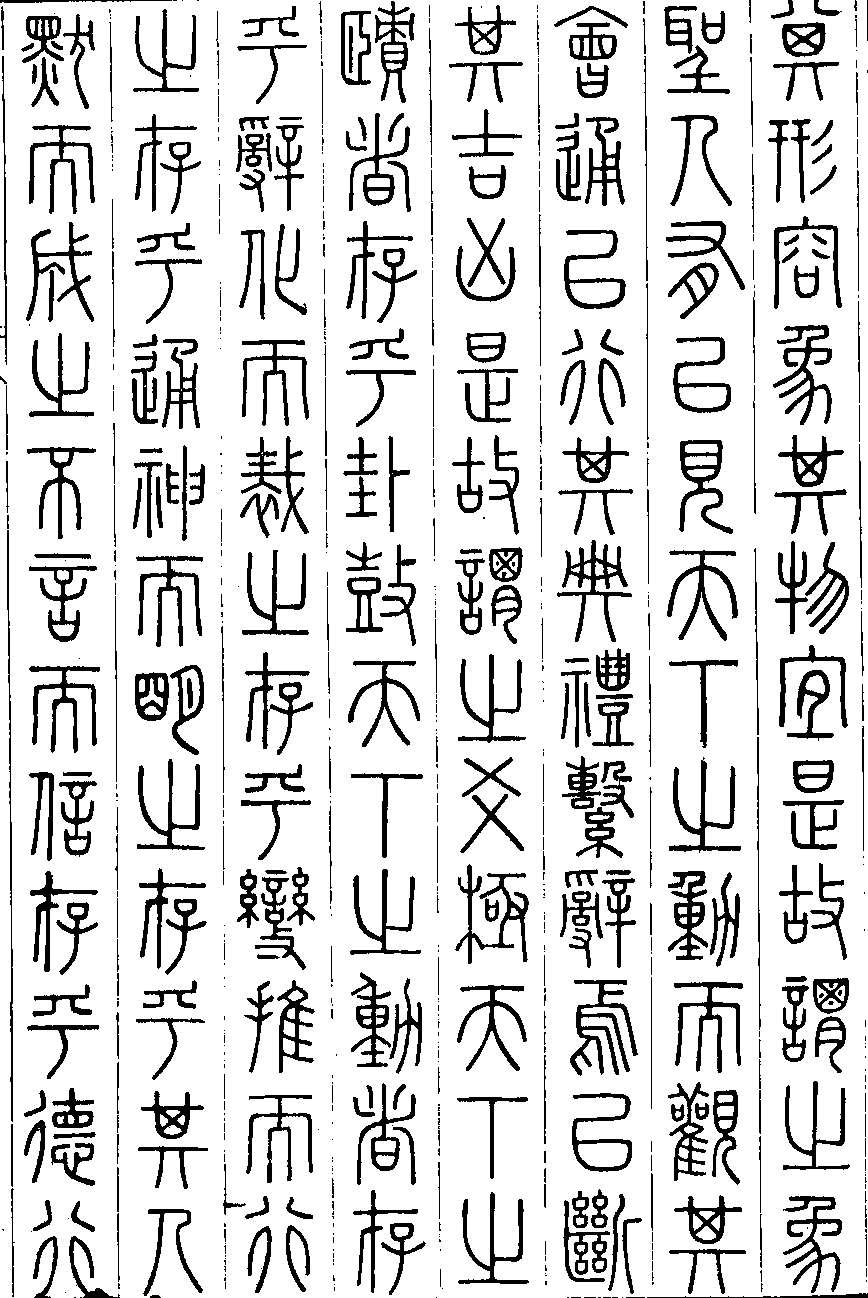 其形容象其物宜是故謂之象
聖人有以見天下之動而觀其
會通以行其典禮繫辭焉以斷
其吉凶是故謂之爻極天下之
賾者存乎卦鼓天下之動者存
乎辭化而裁之存乎變推而行
之存乎通神而明之存乎其人
默而成之不言而信存乎德行